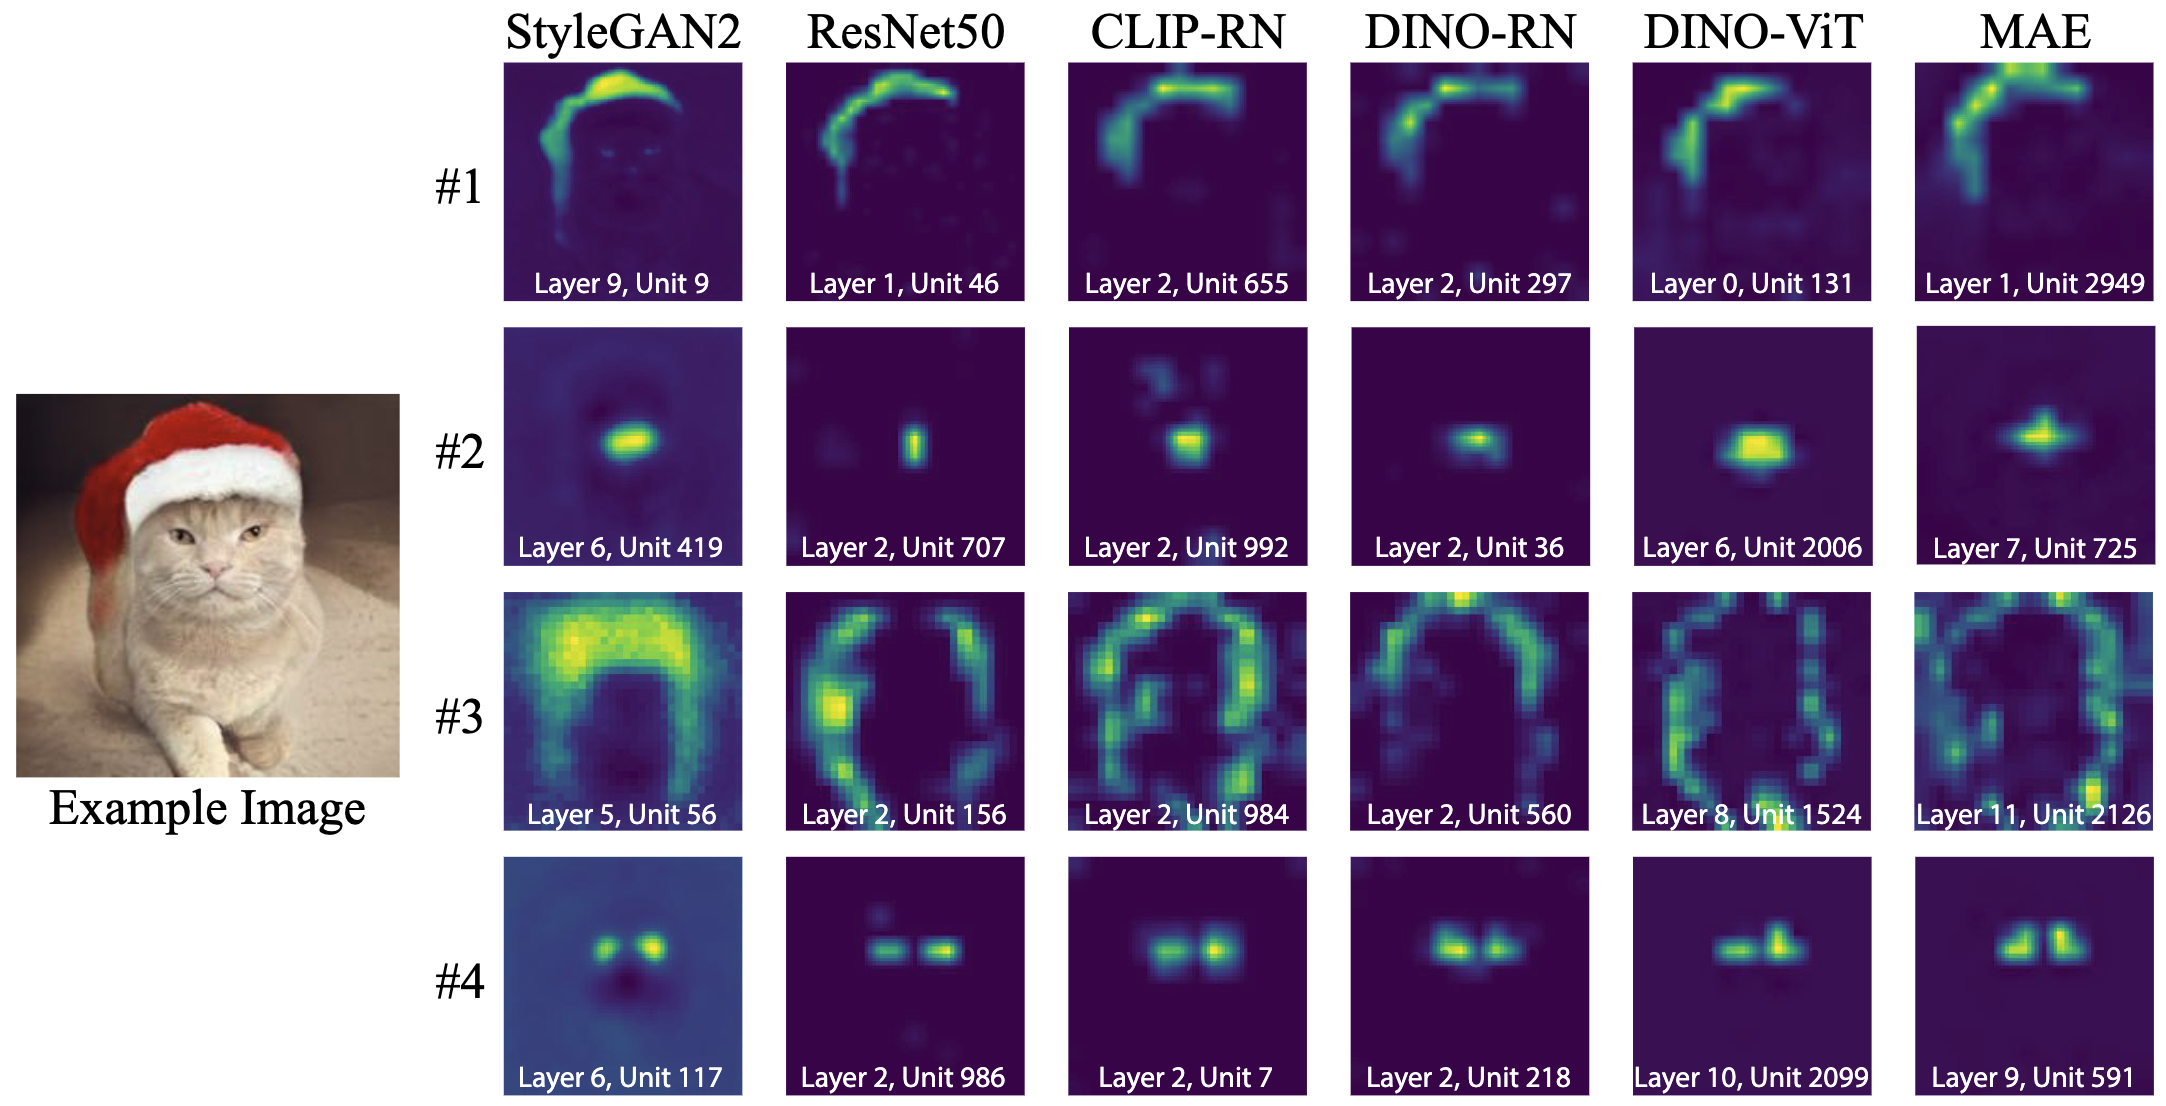 StyleGAN2 ResNet50 CLIP-RN DINO-RN DINO-ViT MAE
#1
Layer 9, Unit 9 Layer 1, Unit 46 Layer 2, Unit 655 Layer 2, Unit 297 Layer 0, Unit 131 Layer 1, Unit 2949
#2
Layer 6, Unit 419 Layer 2, Unit 707 Layer 2, Unit 992 Layer 2, Unit 36 Layer 6, Unit 2006 Layer 7, Unit 725
#3
Example Image
Layer 5, Unit 56 Layer 2, Unit 156 Layer 2, Unit 984 Layer 2, Unit 560 Layer 8, Unit 1524 Layer 11, Unit 2126
#4
Layer 6, Unit 117 Layer 2, Unit 986 Layer 2, Unit 7 Layer 2, Unit 218 Layer 10, Unit 2099 Layer 9, Unit 591